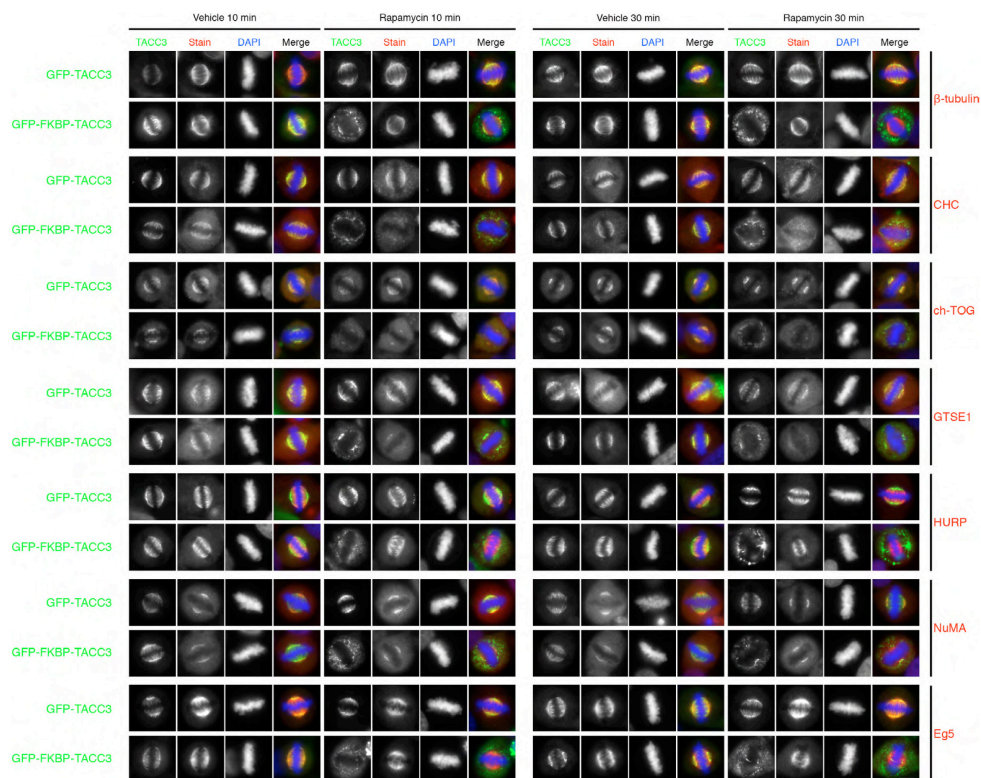 Vehicle 10 min Rapamycin 10 min Vehicle 30 min Rapamycin 30 min
TACC3 Stain DAPI Merge TACC3 Stain DAPI Merge TACC3 Stain DAPI Merge TACC3 Stain DAPI Merge
GFP-TACC3
β-tubulin
GFP-FKBP-TACC3
GFP-TACC3
CHC
GFP-FKBP-TACC3
GFP-TACC3
ch-TOG
GFP-FKBP-TACC3
GFP-TACC3
GTSE1
GFP-FKBP-TACC3
GFP-TACC3
HURP
GFP-FKBP-TACC3
GFP-TACC3
NuMA
GFP-FKBP-TACC3
GFP-TACC3
Eg5
GFP-FKBP-TACC3